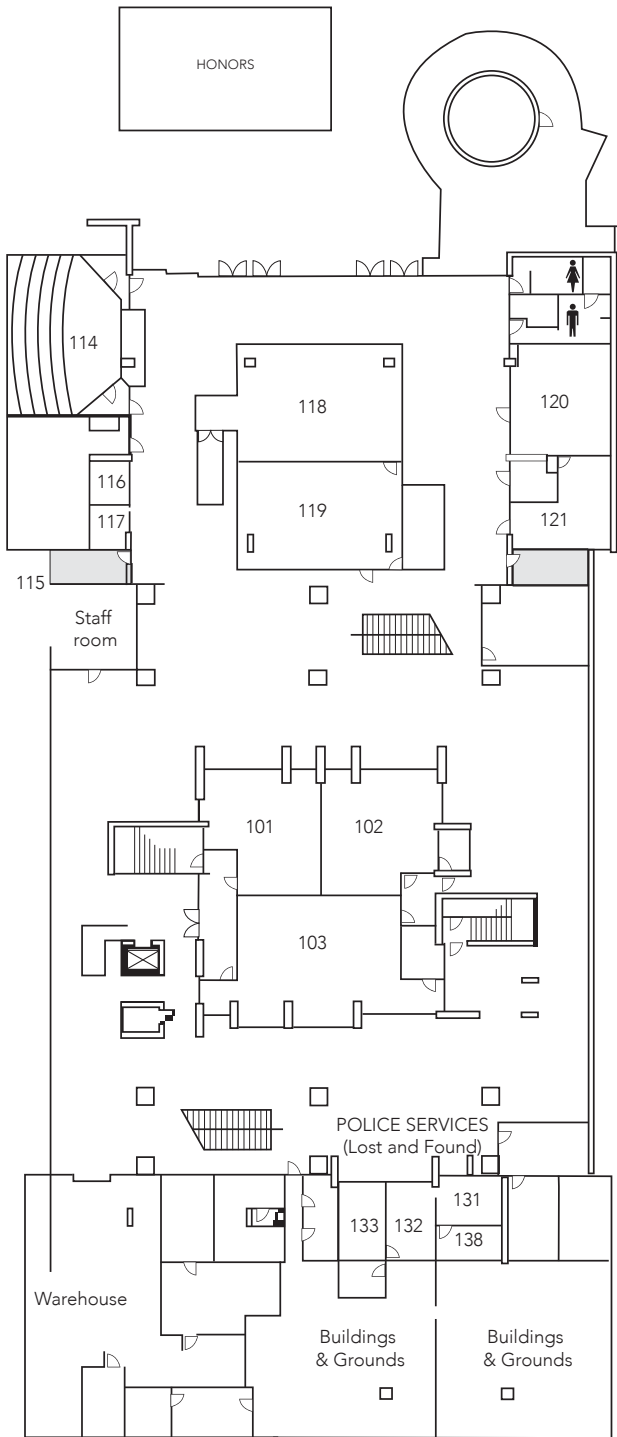 HONORS
114
118
120
116
119
117
121
115
Staff
room
101
102
103
POLICE SERVICES
(Lost and Found)
131
133
132
138
Warehouse
Buildings
& Grounds
Buildings
& Grounds